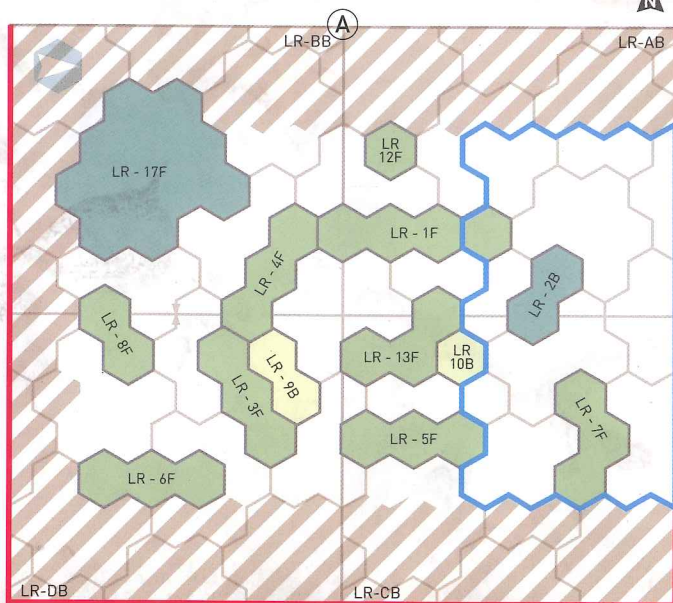 N
A
LR-BB
LR-AB
LR
12F
LR - 17F
LR - 1F
LR - 4F
LR - 2B
LR - 8F
LR - 13F
LR
10B
LR - 9B
LR - 3F
LR - 5F
LR - 7F
LR - 6F
LR-DB
LR-CB